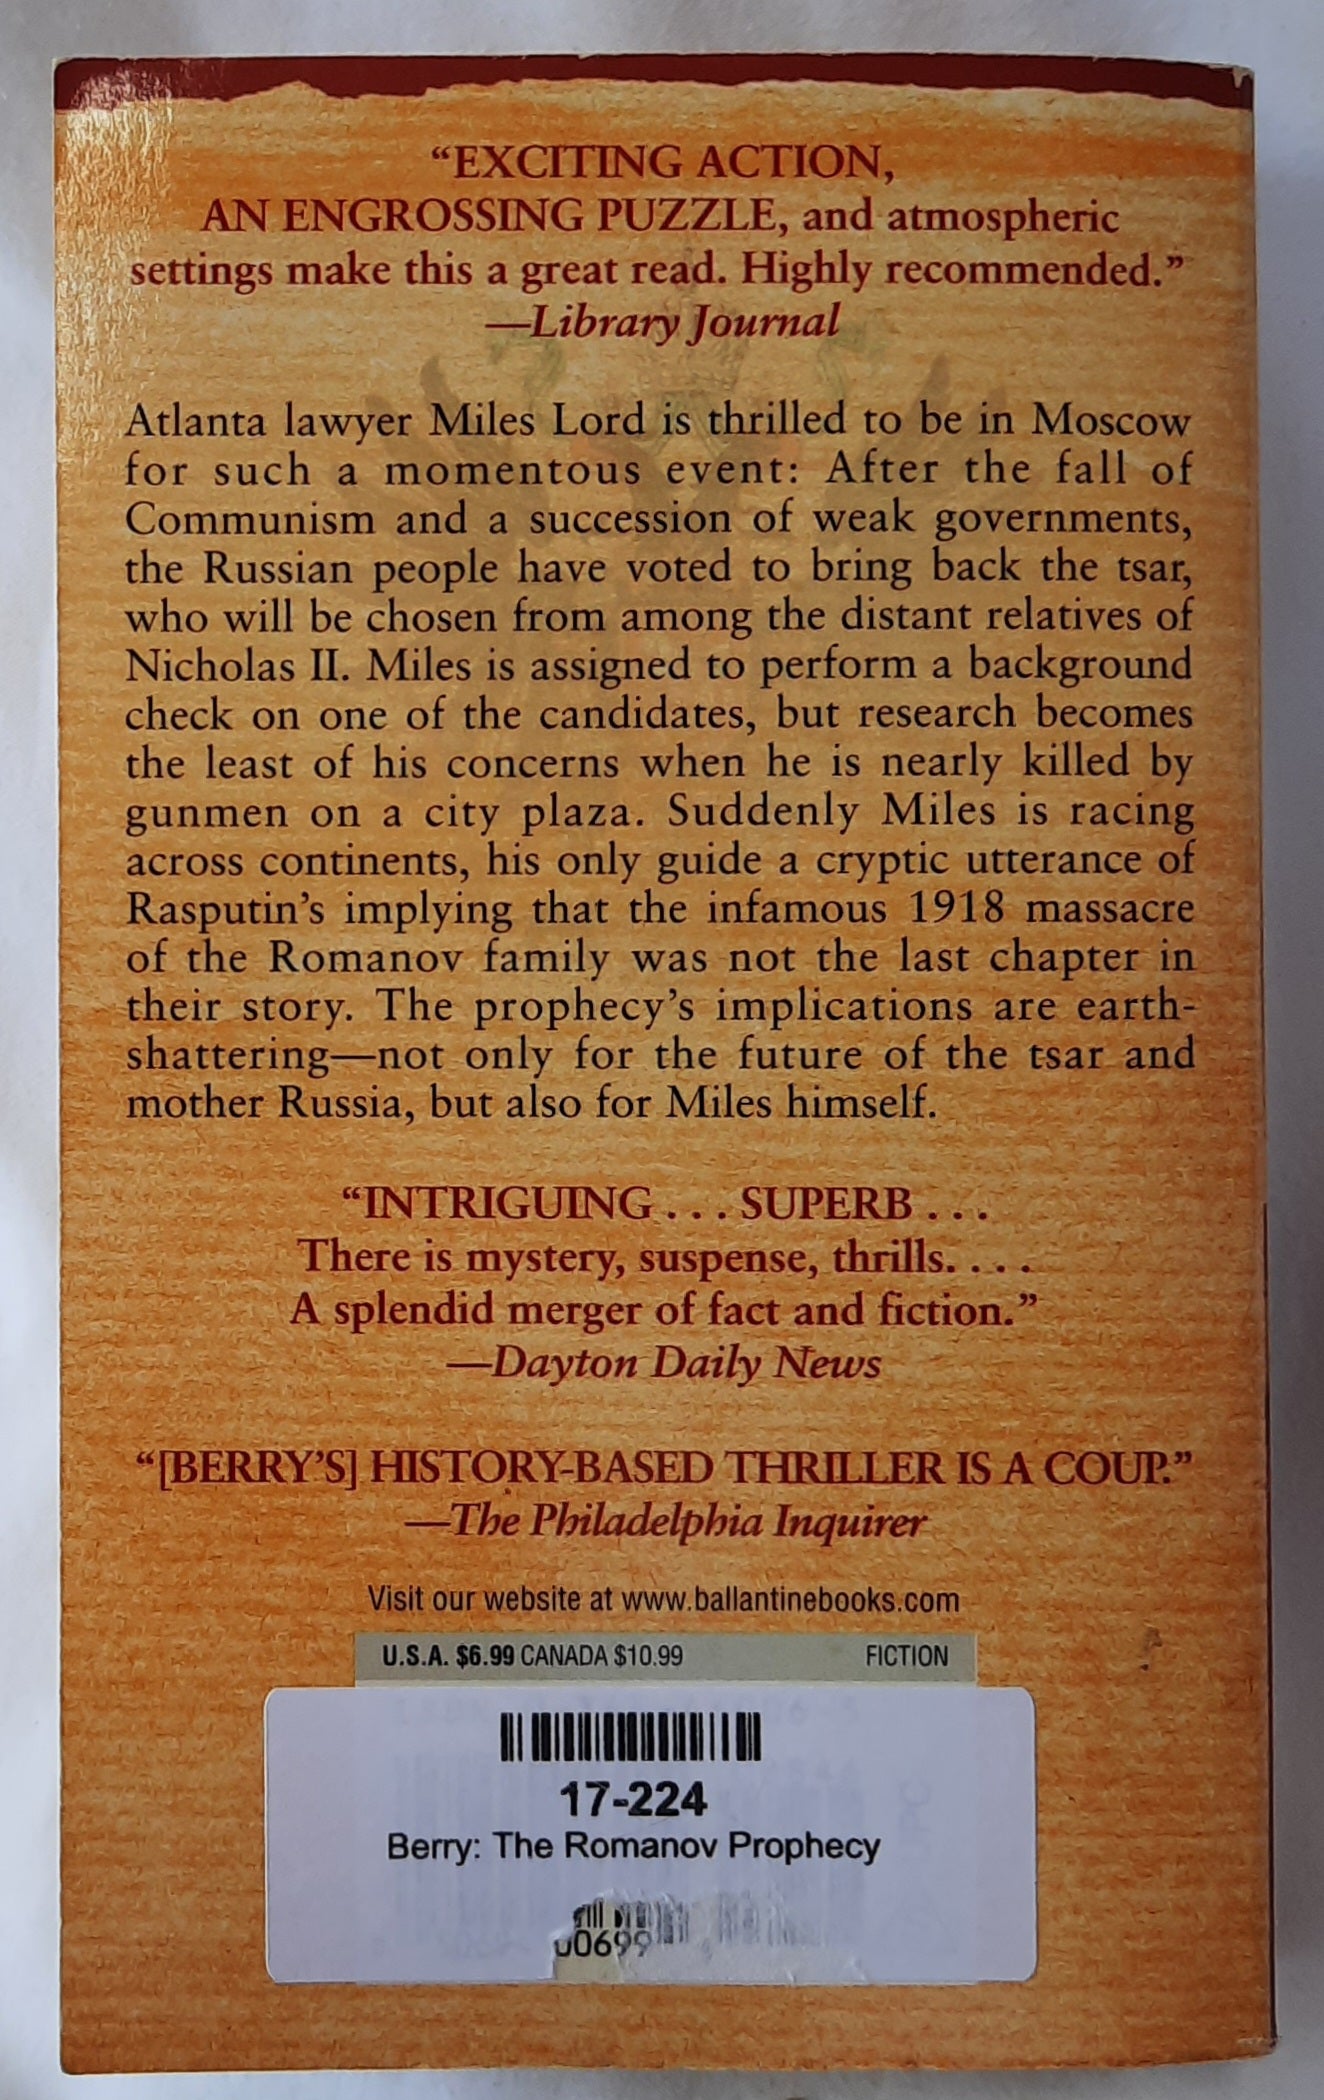 “EXCITING ACTION,
AN ENGROSSING PUZZLE, and atmospheric
settings make this a great read. Highly recommended.”
—Library Journal
Atlanta lawyer Miles Lord is thrilled to be in Moscow
for such a momentous event: After the fall of
Communism and a succession of weak governments,
the Russian people have voted to bring back the tsar,
who will be chosen from among the distant relatives of
Nicholas II. Miles is assigned to perform a background
check on one of the candidates, but research becomes
the least of his concerns when he is nearly killed by
gunmen on a city plaza. Suddenly Miles is racing
across continents, his only guide a cryptic utterance of
Rasputin’s implying that the infamous 1918 massacre
of the Romanov family was not the last chapter in
their story. The prophecy’s implications are earth-
shattering—not only for the future of the tsar and
mother Russia, but also for Miles himself.
“INTRIGUING . . . SUPERB . . .
There is mystery, suspense, thrills. . . .
A splendid merger of fact and fiction.”
—Dayton Daily News
“[BERRY’S] HISTORY-BASED THRILLER IS A COUP.”
—The Philadelphia Inquirer
Visit our website at www.ballantinebooks.com
U.S.A. $6.99 CANADA $10.99 FICTION
17-224
Berry: The Romanov Prophecy
00699